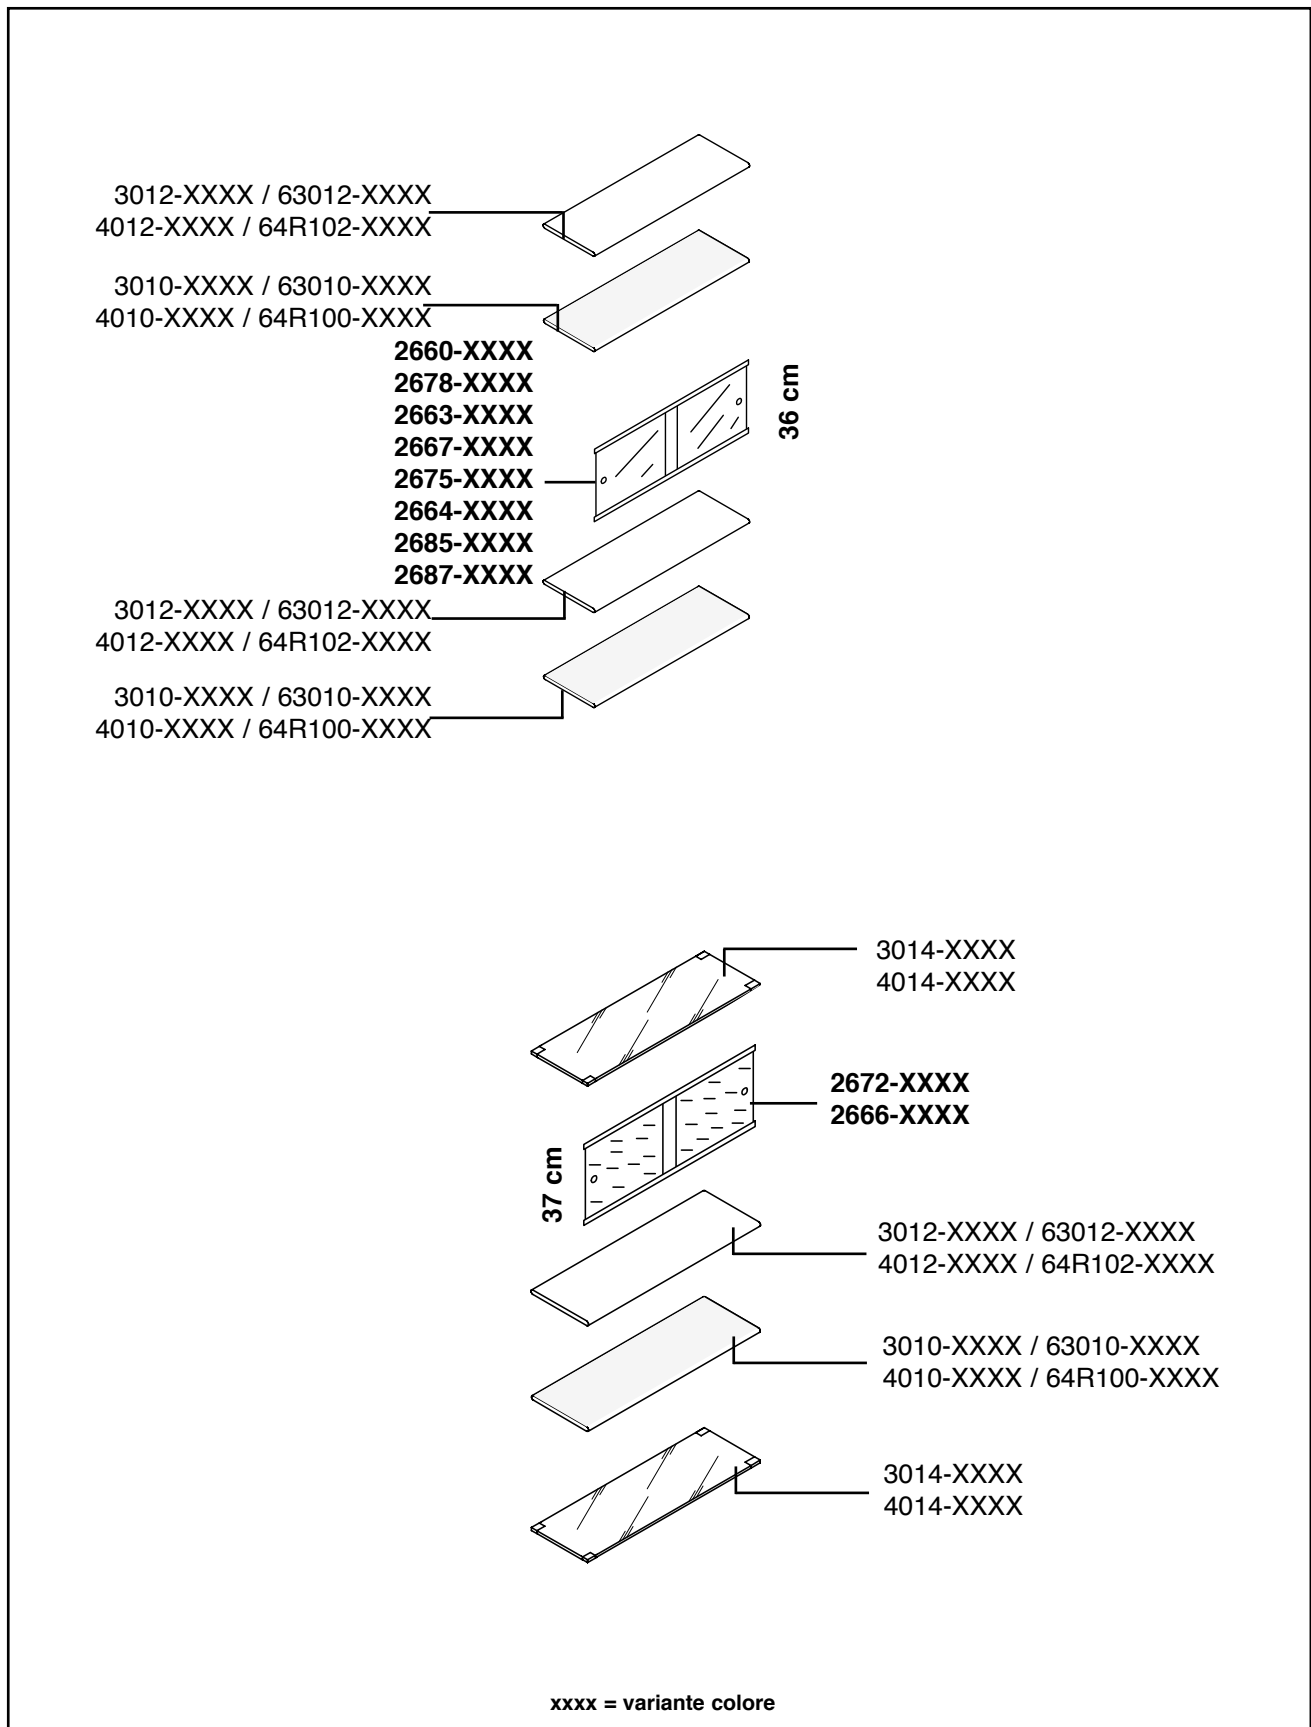 3012-XXXX / 63012-XXXX
4012-XXXX / 64R102-XXXX
3010-XXXX / 63010-XXXX
4010-XXXX / 64R100-XXXX
2660-XXXX
2678-XXXX
2663-XXXX
2667-XXXX
2675-XXXX
2664-XXXX
2685-XXXX
2687-XXXX
36 cm
3012-XXXX / 63012-XXXX
4012-XXXX / 64R102-XXXX
3010-XXXX / 63010-XXXX
4010-XXXX / 64R100-XXXX
3014-XXXX
4014-XXXX
2672-XXXX
2666-XXXX
37 cm
3012-XXXX / 63012-XXXX
4012-XXXX / 64R102-XXXX
3010-XXXX / 63010-XXXX
4010-XXXX / 64R100-XXXX
3014-XXXX
4014-XXXX
xxxx = variante colore